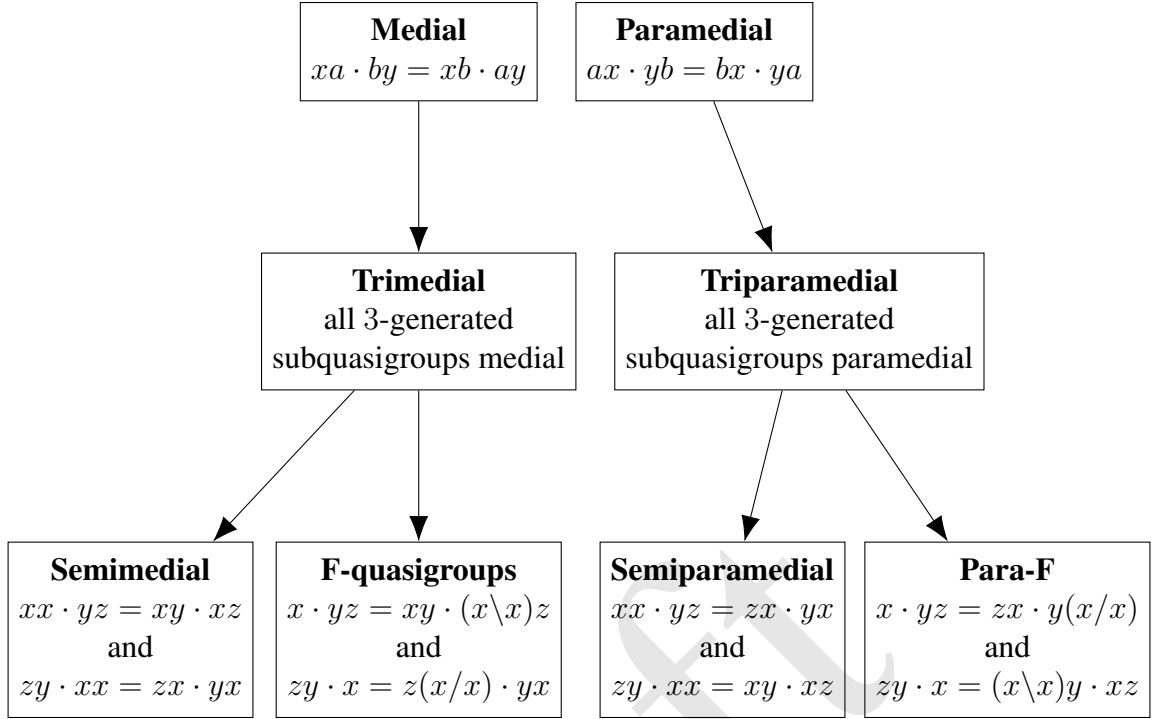 Medial
xa · by = xb · ay
Paramedial
ax · yb = bx · ya
Trimedial
all 3-generated
subquasigroups medial
Triparamedial
all 3-generated
subquasigroups paramedial
Semimedial
xx · yz = xy · xz
and
zy · xx = zx · yx
F-quasigroups
x · yz = xy · (x\x)z
and
zy · x = z(x/x) · yx
Semiparamedial
xx · yz = zx · yx
and
zy · xx = xy · xz
Para-F
x · yz = zx · y(x/x)
and
zy · x = (x\x)y · xz